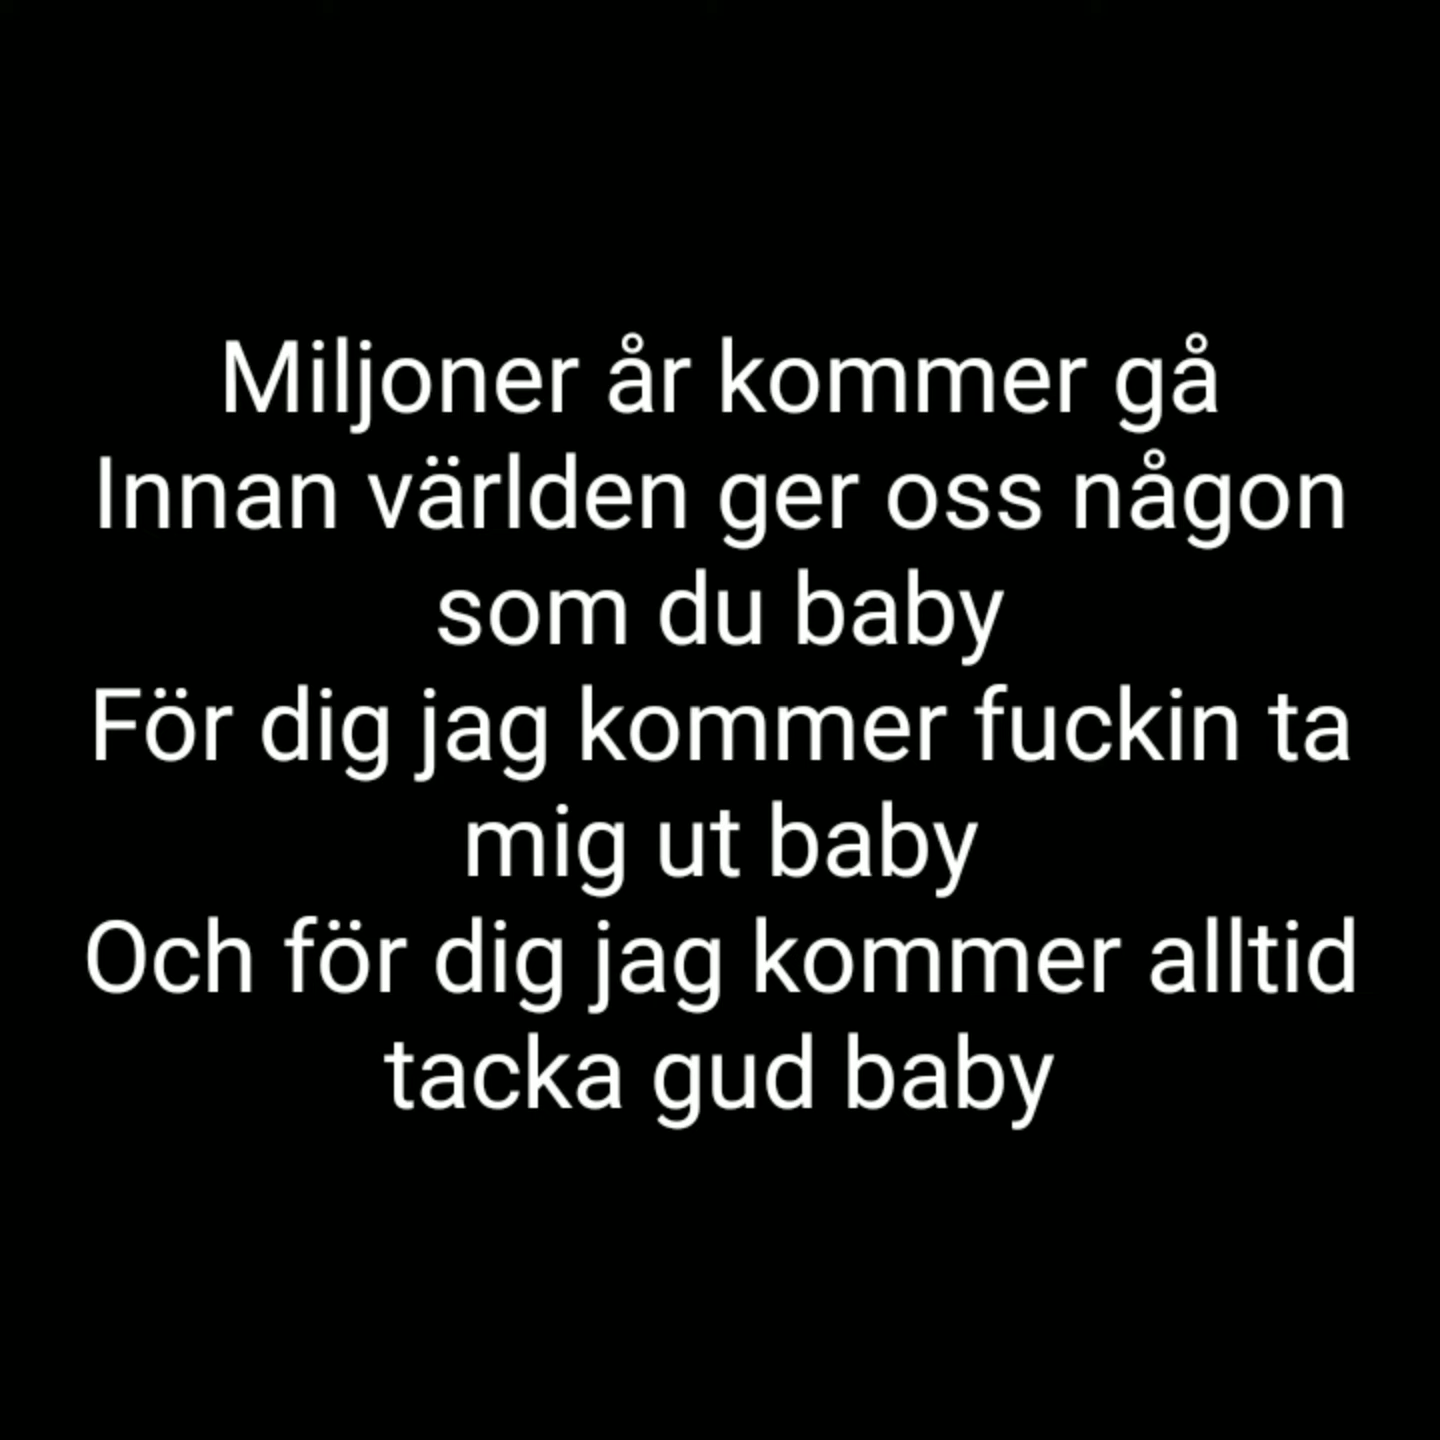 Miljoner år kommer gå
Innan världen ger oss någon
som du baby
För dig jag kommer fuckin ta
mig ut baby
Och för dig jag kommer alltid
tacka gud baby